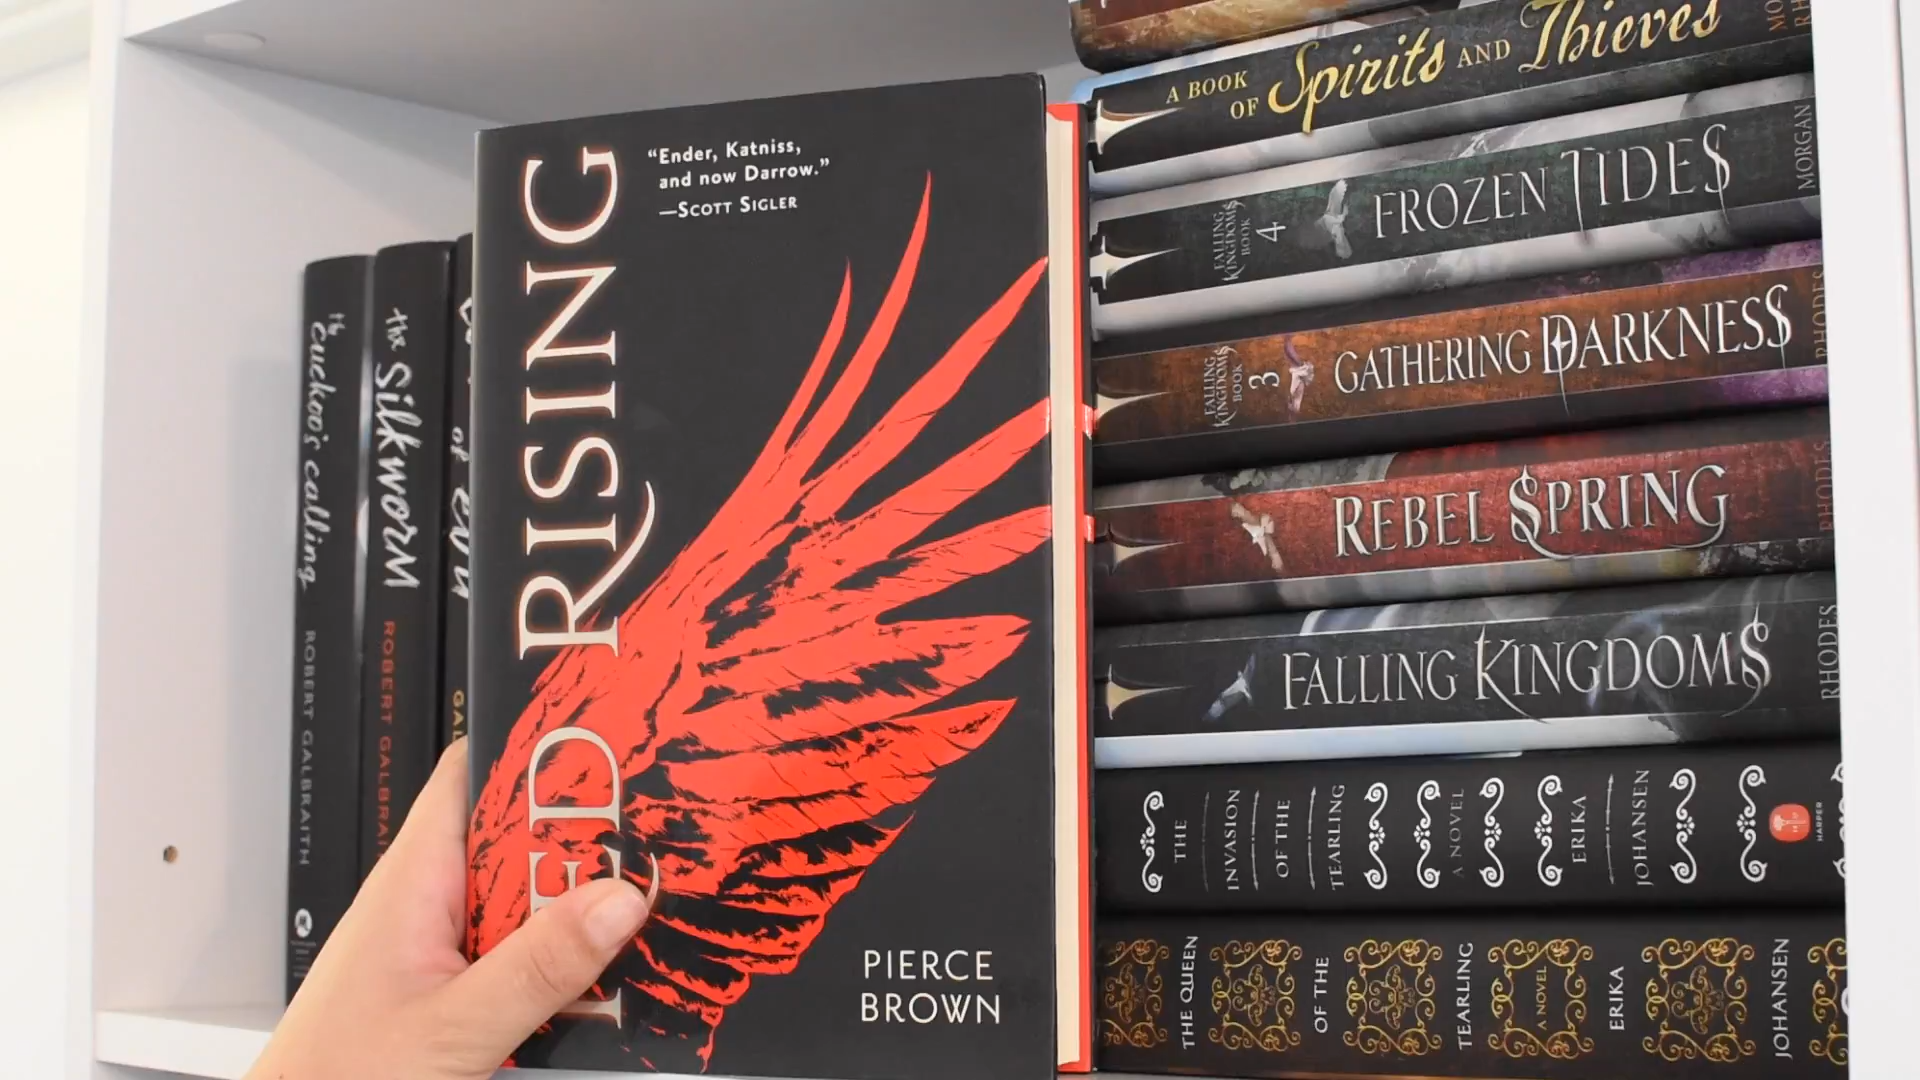 the cuckoo's calling
ROBERT GALBRAITH
the Silkworm
ROBERT GALBRAI
of evil
RED RISING
“Ender, Katniss,
and now Darrow.”
—SCOTT SIGLER
PIERCE
BROWN
A BOOK
OF Spirits AND Thieves
FALLING
KINGDOMS
BOOK
4
FROZEN TIDES
MORGAN
FALLING
KINGDOMS
BOOK
3
GATHERING DARKNESS
RHODES
REBEL SPRING
RHODES
FALLING KINGDOMS
RHODES
THE
INVASION
OF THE
TEARLING
A NOVEL
ERIKA
JOHANSEN
HARPER
THE QUEEN
OF THE
TEARLING
A NOVEL
ERIKA
JOHANSEN